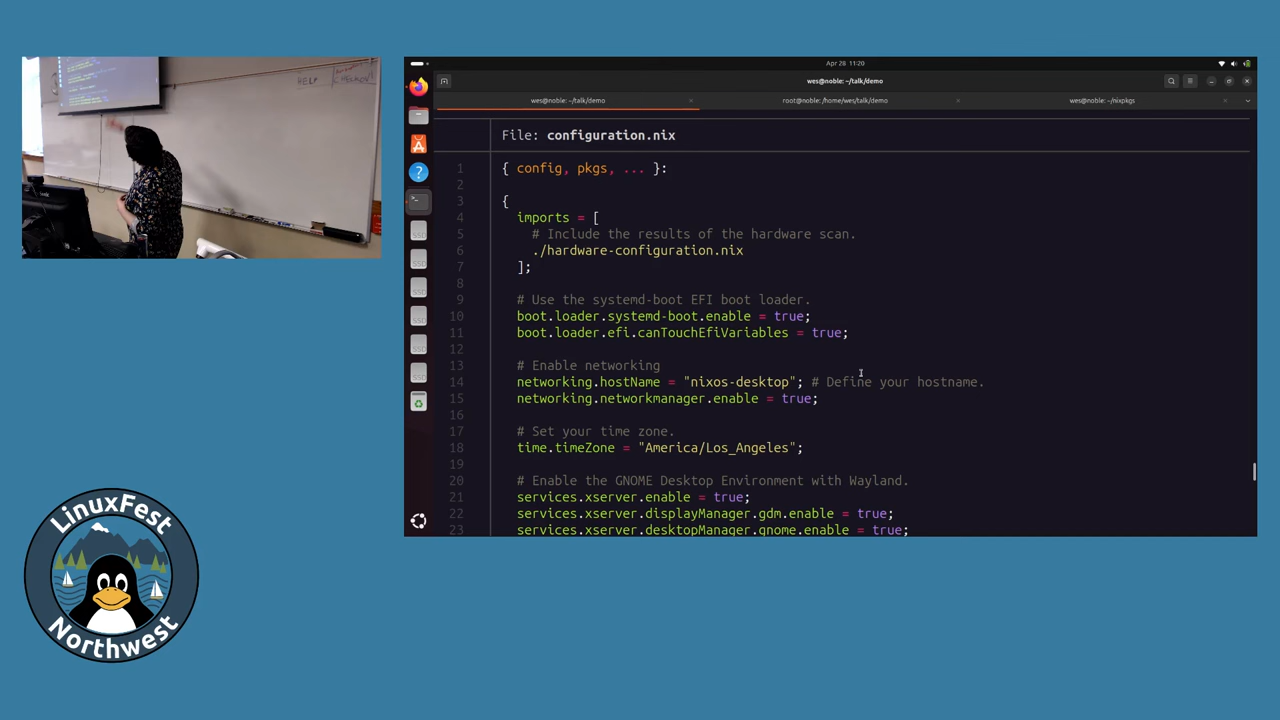 RELP
LinuxFest
Northwest
Apr 28 11:20
wes@noble: ~/talk/demo
wes@noble: ~/talk/demo
root@noble: /home/wes/talk/demo
wes@noble: ~/nixpkgs
File: configuration.nix
1 { config, pkgs, ... }:
2
3 {
4 imports = [
5 # Include the results of the hardware scan.
6 ./hardware-configuration.nix
7 ];
8
9 # Use the systemd-boot EFI boot loader.
10 boot.loader.systemd-boot.enable = true;
11 boot.loader.efi.canTouchEfiVariables = true;
12
13 # Enable networking
14 networking.hostName = "nixos-desktop"; # Define your hostname.
15 networking.networkmanager.enable = true;
16
17 # Set your time zone.
18 time.timeZone = "America/Los_Angeles";
19
20 # Enable the GNOME Desktop Environment with Wayland.
21 services.xserver.enable = true;
22 services.xserver.displayManager.gdm.enable = true;
23 services.xserver.desktopManager.gnome.enable = true;